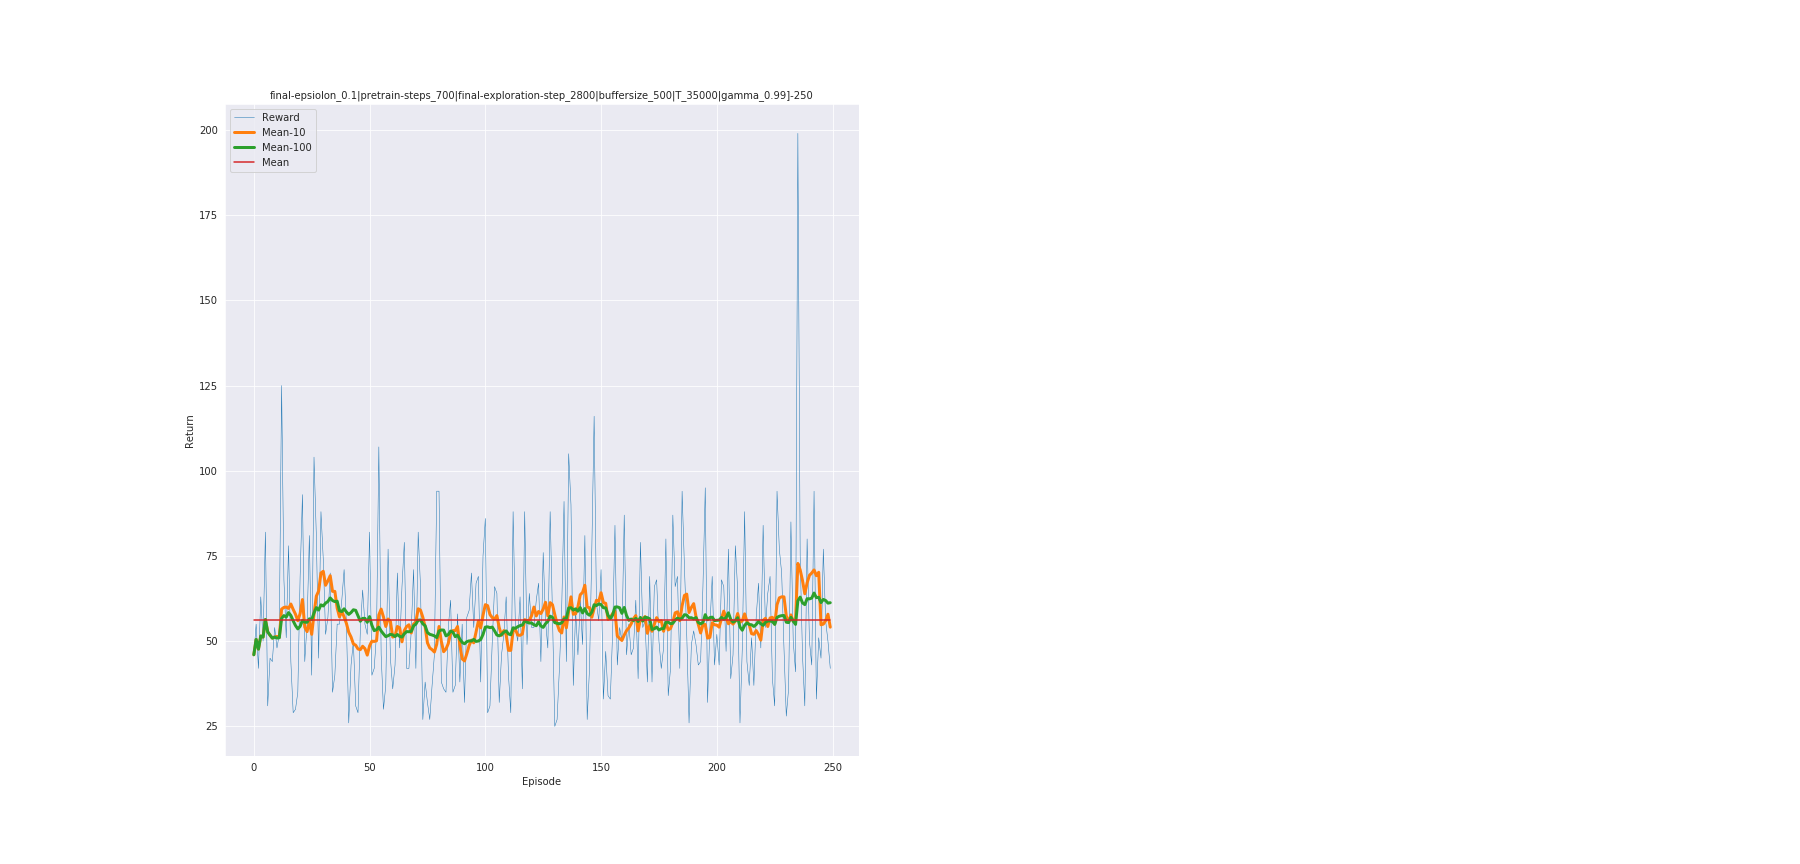 final-epsiolon_0.1|pretrain-steps_700|final-exploration-step_2800|buffersize_500|T_35000|gamma_0.99]-250
Reward
Mean-10
Mean-100
Mean
200
175
150
125
100
75
50
25
Return
0 50 100 150 200 250
Episode